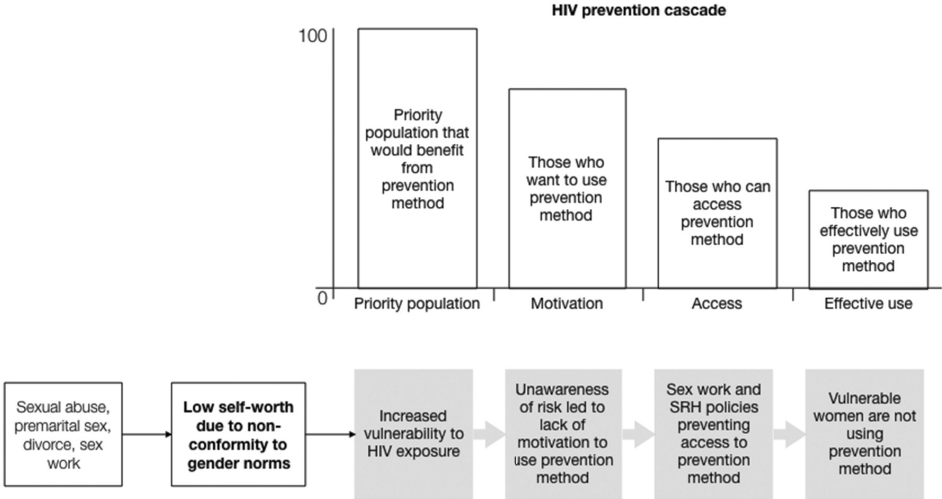 HIV prevention cascade
100
Priority
population that
would benefit
from
prevention
method
Those who
want to use
prevention
method
Those who can
access
prevention
method
Those who
effectively use
prevention
method
0
Priority population
Motivation
Access
Effective use
Sexual abuse,
premarital sex,
divorce, sex
work
Low self-worth
due to non-
conformity to
gender norms
Increased
vulnerability to
HIV exposure
Unawareness
of risk led to
lack of
motivation to
use prevention
method
Sex work and
SRH policies
preventing
access to
prevention
method
Vulnerable
women are not
using
prevention
method